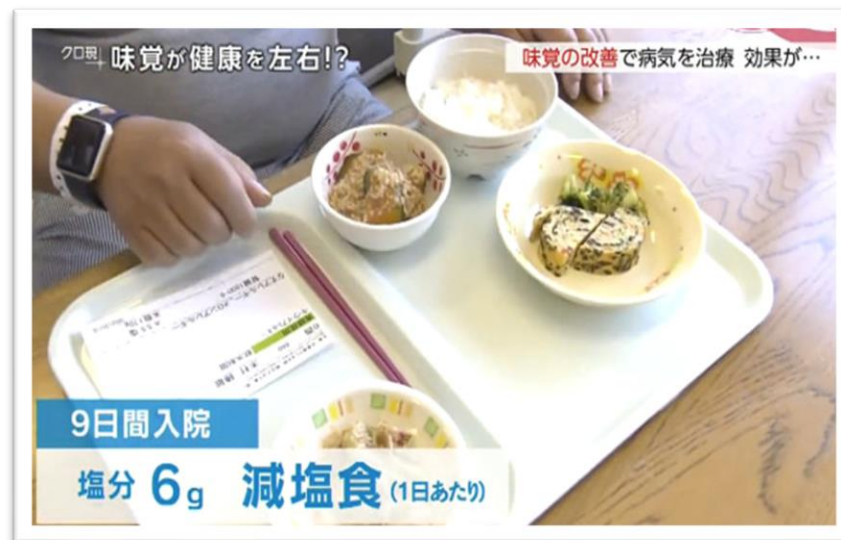 クロ現+ 味覚が健康を左右!?
味覚の改善で病気を治療 効果が…
9日間入院
塩分 6g 減塩食(1日あたり)